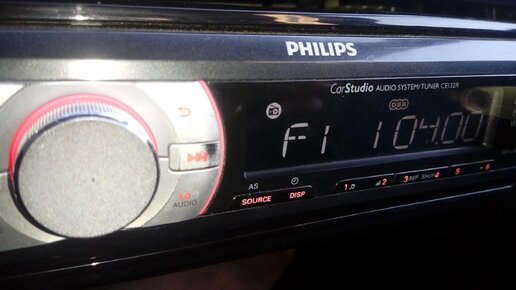 PHILIPS
CarStudio AUDIO SYSTEM/TUNER CE132R
DBB
F1 104.00
AUDIO
AS
SOURCE DISP
1 2 3 REP SHUF 4 5 6